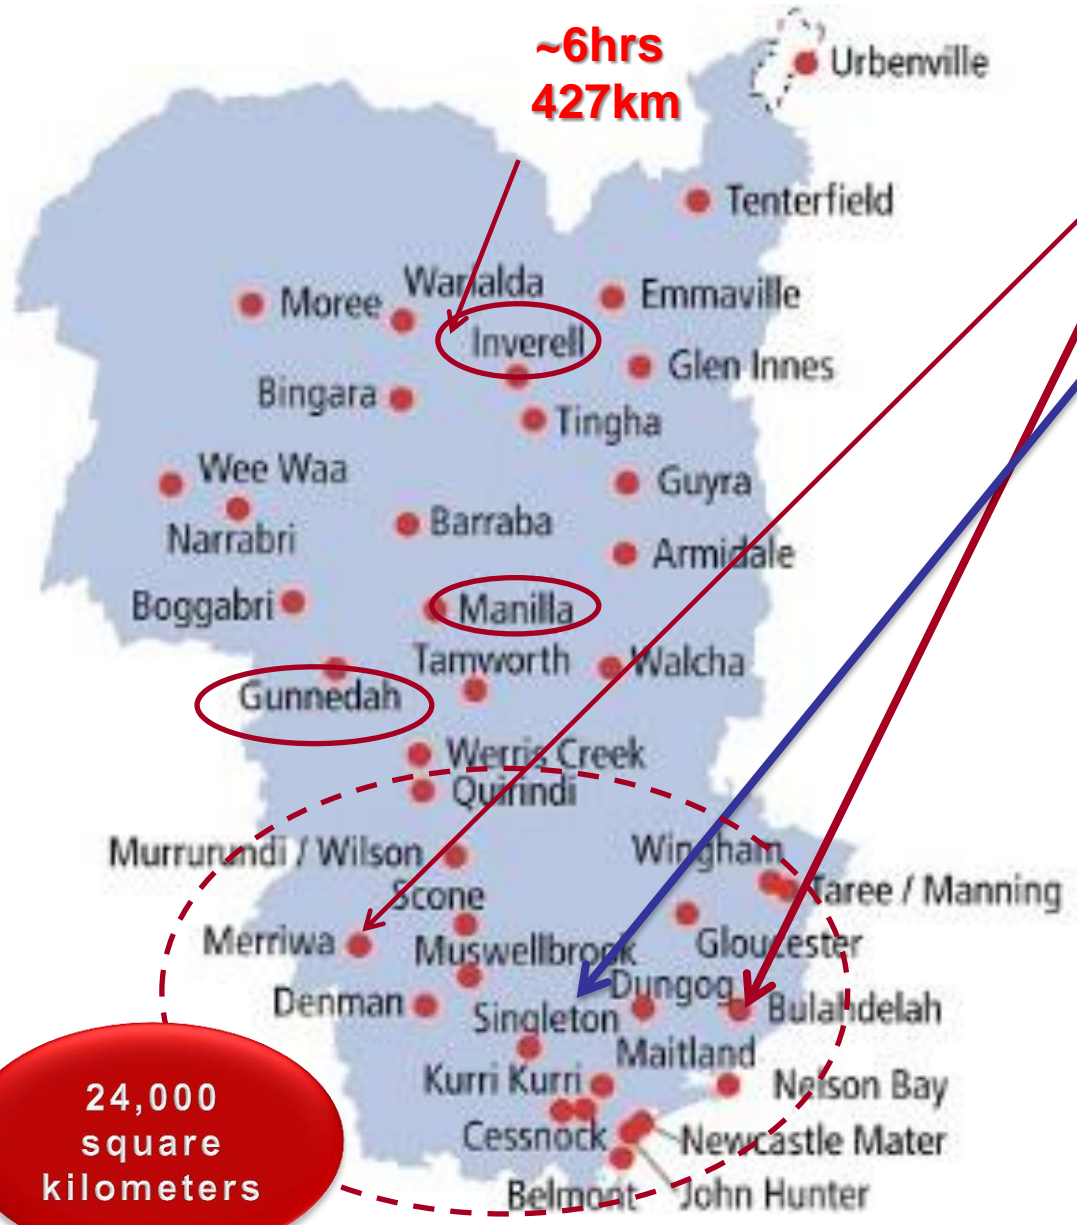 ~6hrs
427km
Urbenville
Tenterfield
Warialda
Moree
Emmaville
Inverell
Glen Innes
Bingara
Tingha
Wee Waa
Guyra
Narrabri
Barraba
Armidale
Boggabri
Manilla
Tamworth
Walcha
Gunnedah
Werris Creek
Quirindi
Murrurundi / Wilson
Wingham
Scone
Taree / Manning
Merriwa
Muswellbrook
Gloucester
Denman
Dungog
Singleton
Bulahdelah
Maitland
Kurri Kurri
Nelson Bay
Cessnock
Newcastle Mater
Belmont
John Hunter
24,000
square
kilometers